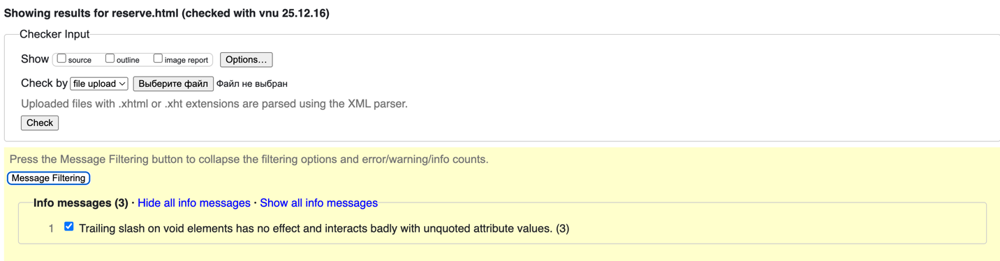 Showing results for reserve.html (checked with vnu 25.12.16)
Checker Input
Show source outline image report Options...
Check by file upload Выберите файл Файл не выбран
Uploaded files with .xhtml or .xht extensions are parsed using the XML parser.
Check
Press the Message Filtering button to collapse the filtering options and error/warning/info counts.
Message Filtering
Info messages (3) · Hide all info messages · Show all info messages
1 Trailing slash on void elements has no effect and interacts badly with unquoted attribute values. (3)